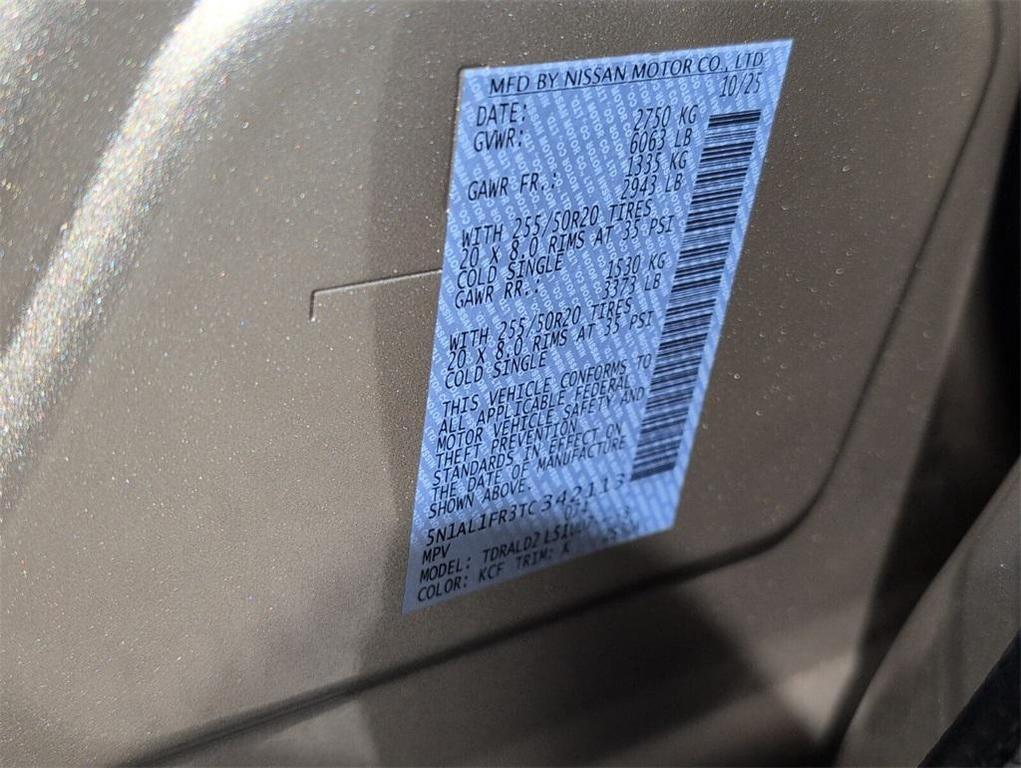 MFD BY NISSAN MOTOR CO., LTD
DATE: 10/25
GVWR: 2750 KG
6063 LB
GAWR FR.: 1335 KG
2943 LB
WITH 255/50R20 TIRES
20 X 8.0 RIMS AT 35 PSI
COLD SINGLE
GAWR RR.: 1530 KG
3373 LB
WITH 255/50R20 TIRES
20 X 8.0 RIMS AT 35 PSI
COLD SINGLE
THIS VEHICLE CONFORMS TO
ALL APPLICABLE FEDERAL
MOTOR VEHICLE SAFETY AND
THEFT PREVENTION
STANDARDS IN EFFECT ON
THE DATE OF MANUFACTURE
SHOWN ABOVE.
5N1AL1FR3TC342113
MPV
MODEL: TDRALD2
COLOR: KCF TRIM: K